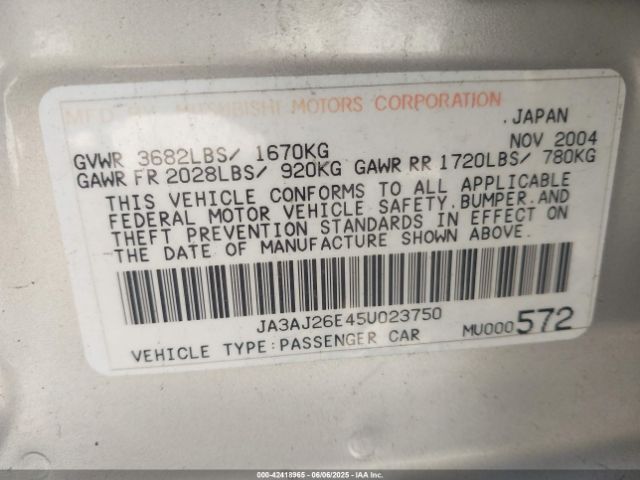 MFD BY MITSUBISHI MOTORS CORPORATION
.JAPAN
GVWR 3682LBS/ 1670KG NOV 2004
GAWR FR 2028LBS/ 920KG GAWR RR 1720LBS/ 780KG
THIS VEHICLE CONFORMS TO ALL APPLICABLE
FEDERAL MOTOR VEHICLE SAFETY.BUMPER.AND
THEFT PREVENTION STANDARDS IN EFFECT ON
THE DATE OF MANUFACTURE SHOWN ABOVE.
JA3AJ26E45U023750
VEHICLE TYPE:PASSENGER CAR MU000572
000-42418965 - 06/06/2025 - IAA Inc.